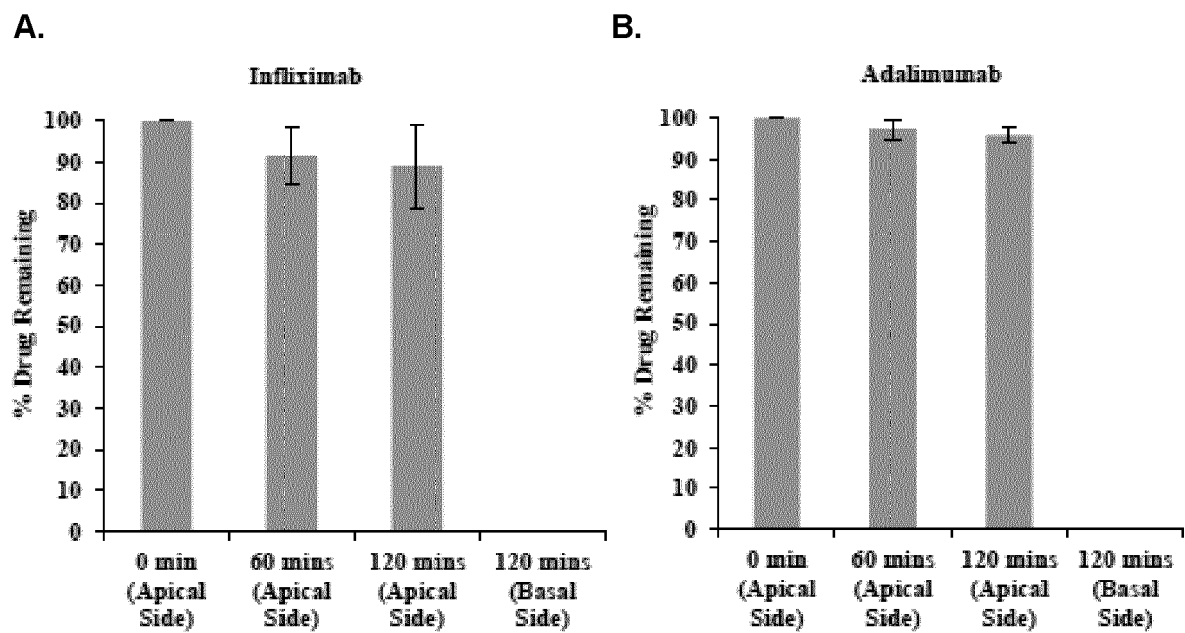 A.
Infliximab
% Drug Remaining
100
90
80
70
60
50
40
30
20
10
0
0 min
(Apical
Side)
60 mins
(Apical
Side)
120 mins
(Apical
Side)
120 mins
(Basal
Side)
B.
Adalimumab
% Drug Remaining
100
90
80
70
60
50
40
30
20
10
0
0 min
(Apical
Side)
60 mins
(Apical
Side)
120 mins
(Apical
Side)
120 mins
(Basal
Side)